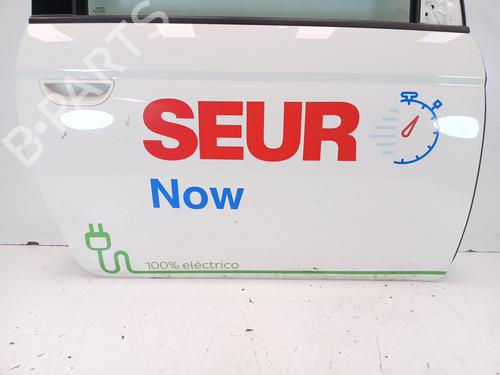 B-PARTS
SEUR
Now
100% eléctrico